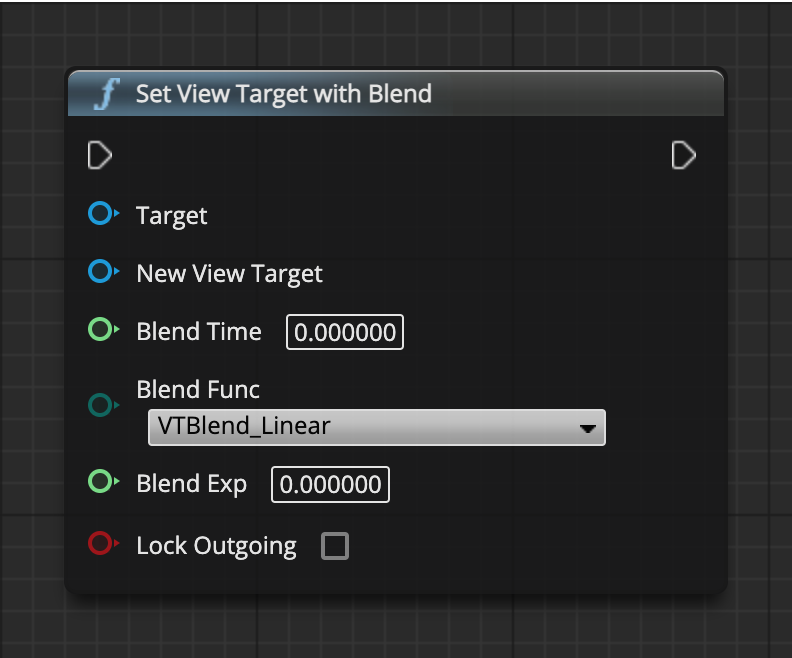 Set View Target with Blend
Target
New View Target
Blend Time 0.000000
Blend Func
VTBlend_Linear
Blend Exp 0.000000
Lock Outgoing